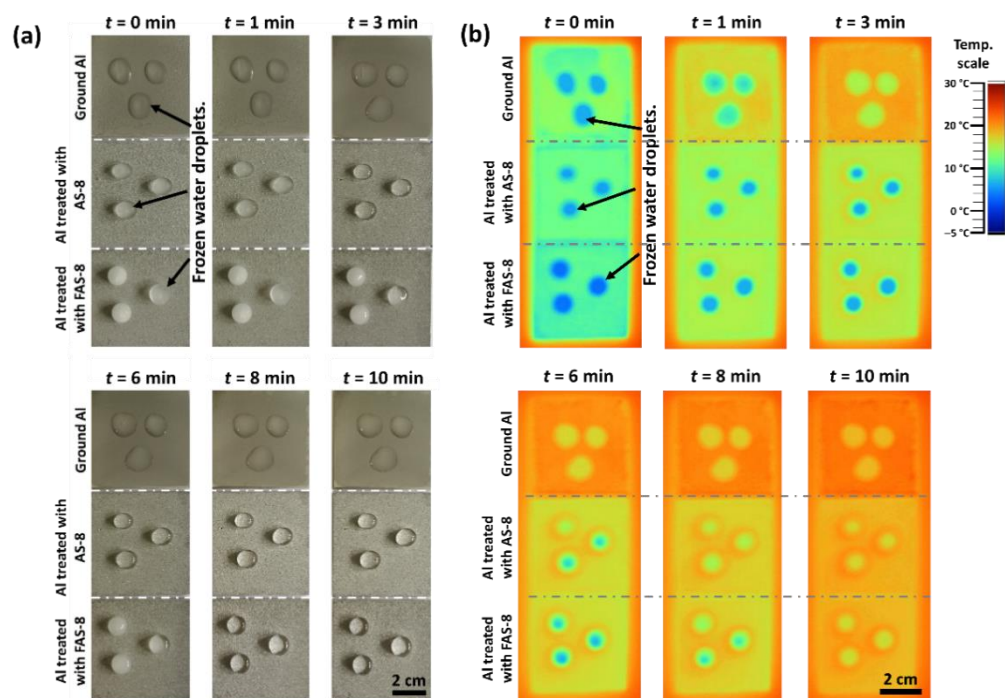 (a)
t = 0 min
t = 1 min
t = 3 min
Ground Al
Al treated with
AS-8
Al treated
with FAS-8
Frozen water droplets.
t = 6 min
t = 8 min
t = 10 min
Ground Al
Al treated with
AS-8
Al treated
with FAS-8
2 cm
(b)
t = 0 min
t = 1 min
t = 3 min
Temp.
scale
30 °C
20 °C
10 °C
0 °C
−5 °C
Ground Al
Al treated
with AS-8
Al treated
with FAS-8
Frozen water droplets.
t = 6 min
t = 8 min
t = 10 min
Ground Al
Al treated
with AS-8
Al treated
with FAS-8
2 cm